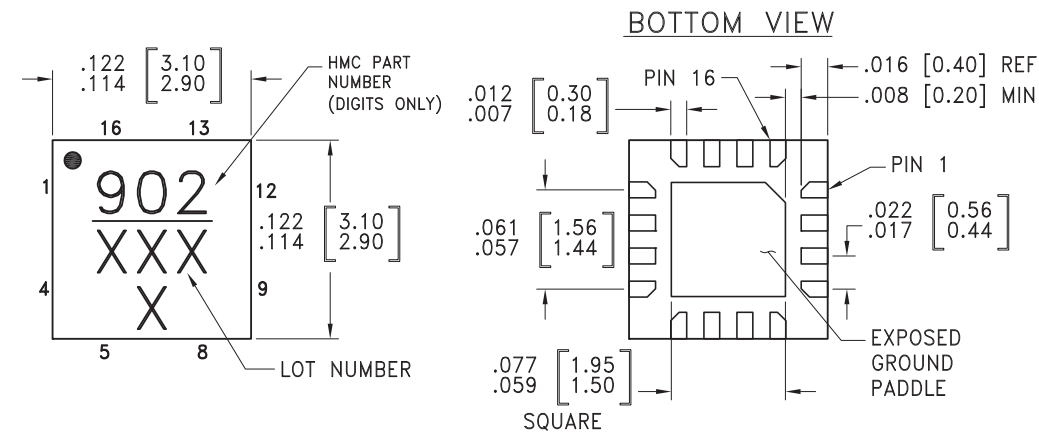 BOTTOM VIEW
.122 [3.10]
.114 [2.90]
HMC PART
NUMBER
(DIGITS ONLY)
16 13
1
12
4
9
5 8
902
XXX
X
.122 [3.10]
.114 [2.90]
LOT NUMBER
PIN 16
.016 [0.40] REF
.008 [0.20] MIN
.012 [0.30]
.007 [0.18]
PIN 1
.061 [1.56]
.057 [1.44]
.022 [0.56]
.017 [0.44]
.077 [1.95]
.059 [1.50]
SQUARE
EXPOSED
GROUND
PADDLE